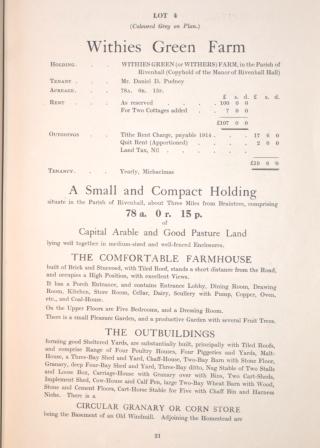 LOT 4
(Coloured Grey on Plan.)
Withies Green Farm
HOLDING . . WITHIES GREEN (or WITHERS) FARM, in the Parish of
Rivenhall (Copyhold of the Manor of Rivenhall Hall)
TENANT . . Mr. Daniel D. Pudney
ACREAGE. . . 78A. 0R. 15P.
£ s. d. £ s. d.
RENT . . . As reserved . . . . 100 0 0
For Two Cottages added . . 7 0 0
£107 0 0
OUTGOINGS . Tithe Rent Charge, payable 1914 . . . 17 6 0
Quit Rent (Apportioned) . . . 2 0 0
Land Tax, Nil . . . .
£19 6 0
TENANCY. . . Yearly, Michaelmas
A Small and Compact Holding
situate in the Parish of Rivenhall, about Three Miles from Braintree, comprising
78 a. 0 r. 15 p.
of
Capital Arable and Good Pasture Land
lying well together in medium-sized and well-fenced Enclosures.
THE COMFORTABLE FARMHOUSE
built of Brick and Stuccoed, with Tiled Roof, stands a short distance from the Road,
and occupies a High Position, with excellent Views.
It has a Porch Entrance, and contains Entrance Lobby, Dining Room, Drawing
Room, Kitchen, Store Room, Cellar, Dairy, Scullery with Pump, Copper, Oven,
etc., and Coal-House.
On the Upper Floors are Five Bedrooms, and a Dressing Room.
There is a small Pleasure Garden, and a productive Garden with several Fruit Trees.
THE OUTBUILDINGS
forming good Sheltered Yards, are substantially built, principally with Tiled Roofs,
and comprise Range of Four Poultry Houses, Four Piggeries and Yards, Malt-
House, a Three-Bay Shed and Yard, Chaff-House, Two-Bay Barn with Stone Floor,
Granary, deep Four-Bay Shed and Yard, Three-Bay ditto, Nag Stable of Two Stalls
and Loose Box, Carriage-House with Granary over with Bins, Two Cart-Sheds,
Implement Shed, Cow-House and Calf Pen, large Two-Bay Wheat Barn with Wood,
Stone and Cement Floors, Cart-Horse Stable for Five with Chaff Bin and Harness
Niche. There is a
CIRCULAR GRANARY OR CORN STORE
being the Basement of an Old Windmill. Adjoining the Homestead are
21